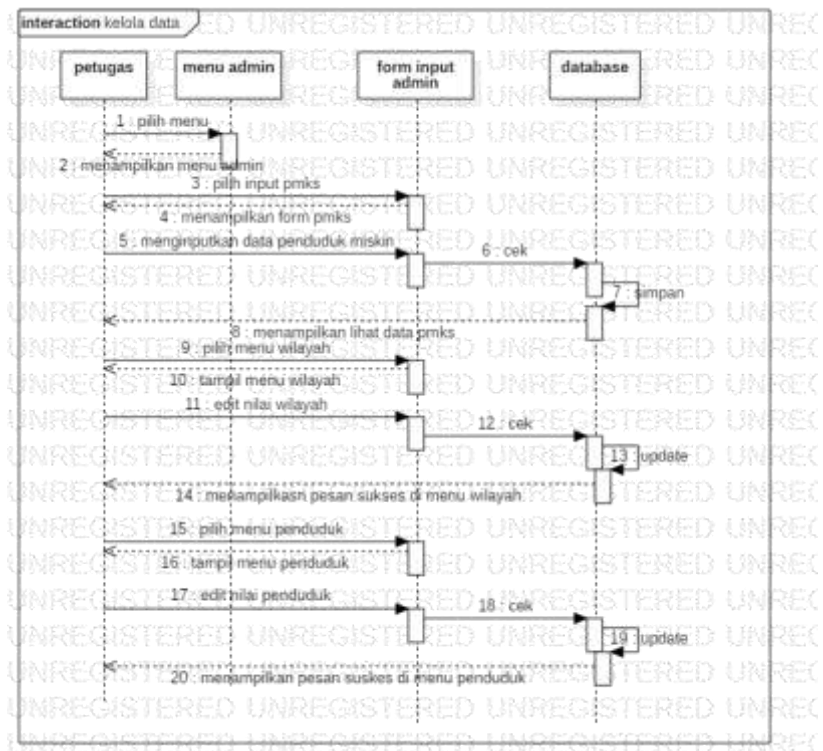 interaction kelola data
petugas
menu admin
form input
admin
database
1 : pilih menu
2 : menampilkan menu admin
3 : pilih input pmks
4 : menampilkan form pmks
5 : menginputkan data penduduk miskin
6 : cek
7 : simpan
8 : menampilkan lihat data pmks
9 : pilih menu wilayah
10 : tampil menu wilayah
11 : edit nilai wilayah
12 : cek
13 : update
14 : menampilkasn pesan sukses di menu wilayah
15 : pilih menu penduduk
16 : tampil menu penduduk
17 : edit nilai penduduk
18 : cek
19 : update
20 : menampilkan pesan suskes di menu penduduk
UNREGISTERED